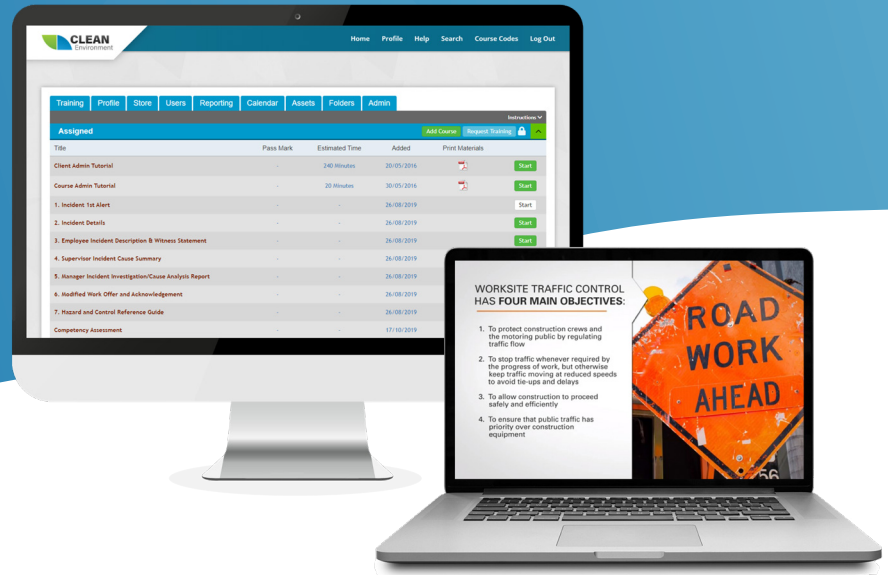 CLEAN
Environment
Home Profile Help Search Course Codes Log Out
Training Profile Store Users Reporting Calendar Assets Folders Admin
Instructions
Assigned Add Course Request Training
Title Pass Mark Estimated Time Added Print Materials
Client Admin Tutorial - 240 Minutes 20/05/2016 Start
Course Admin Tutorial - 20 Minutes 30/05/2016 Start
1. Incident 1st Alert - - 26/08/2019 Start
2. Incident Details - - 26/08/2019 Start
3. Employee Incident Description & Witness Statement - - 26/08/2019 Start
4. Supervisor Incident Cause Summary - - 26/08/2019
5. Manager Incident Investigation/Cause Analysis Report - - 26/08/2019
6. Modified Work Offer and Acknowledgement - - 26/08/2019
7. Hazard and Control Reference Guide - - 26/08/2019
Competency Assessment - - 17/10/2019
WORKSITE TRAFFIC CONTROL
HAS FOUR MAIN OBJECTIVES:
1. To protect construction crews and
the motoring public by regulating
traffic flow
2. To stop traffic whenever required by
the progress of work, but otherwise
keep traffic moving at reduced speeds
to avoid tie-ups and delays
3. To allow construction to proceed
safely and efficiently
4. To ensure that public traffic has
priority over construction
equipment
ROAD
WORK
AHEAD
56